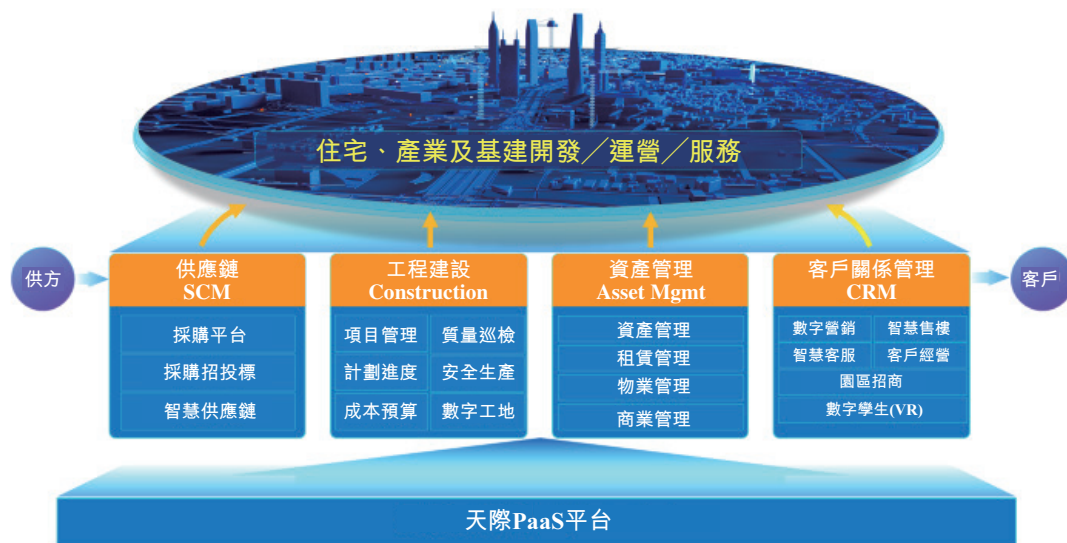 住宅、產業及基建開發╱運營╱服務
供方
供應鏈
SCM
採購平台
採購招投標
智慧供應鏈
工程建設
Construction
項目管理
質量巡檢
計劃進度
安全生產
成本預算
數字工地
資產管理
Asset Mgmt
資產管理
租賃管理
物業管理
商業管理
客戶關係管理
CRM
數字營銷
智慧售樓
智慧客服
客戶經營
園區招商
數字孿生(VR)
客戶
天際PaaS平台